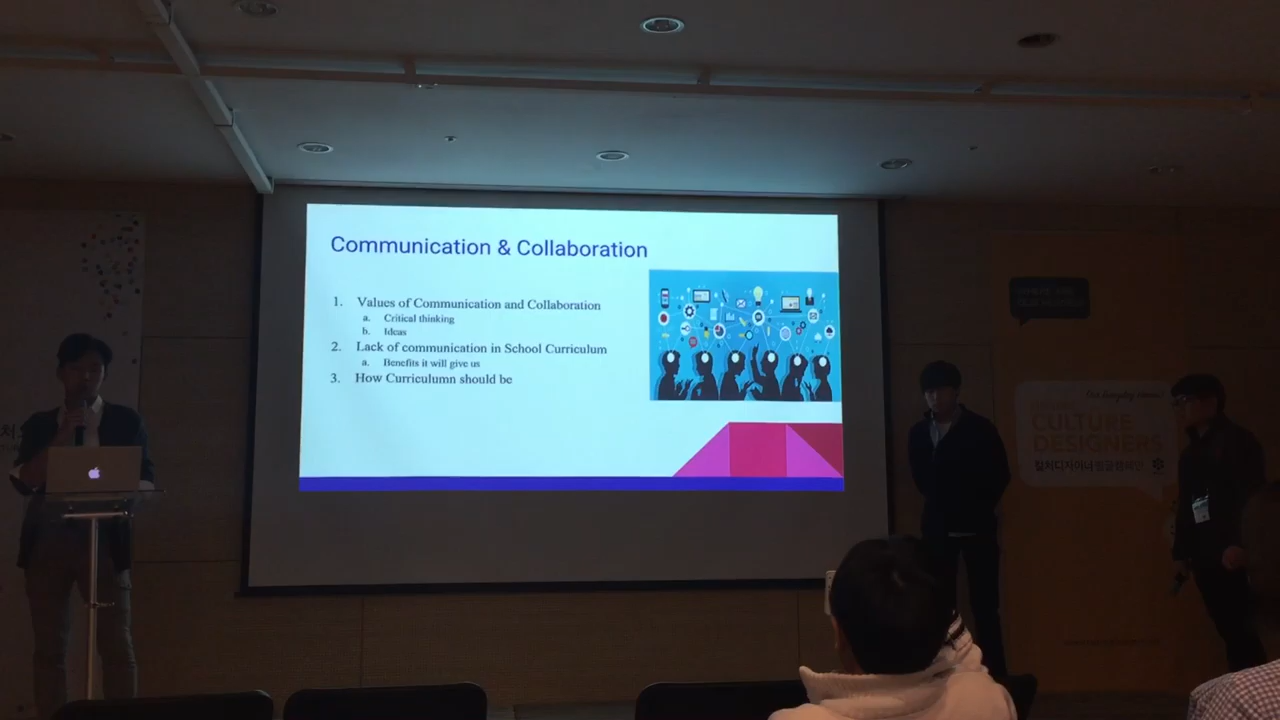 Communication & Collaboration
1. Values of Communication and Collaboration
a. Critical thinking
b. Ideas
2. Lack of communication in School Curriculum
a. Benefits it will give us
3. How Curriculumn should be
CULTURE
DESIGNERS